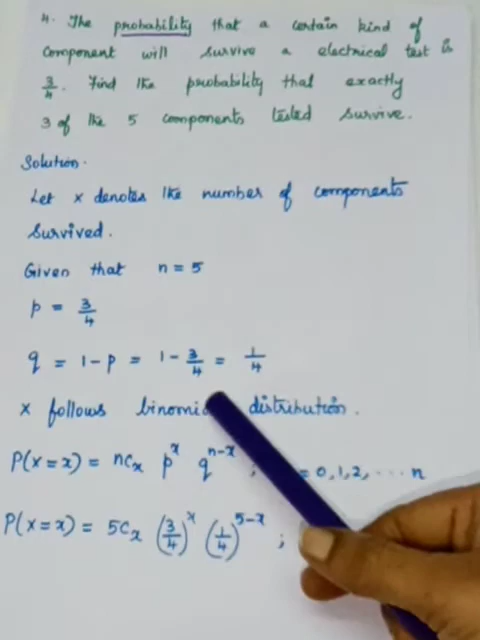 4. The probability that a certain kind of
component will survive a electrical test is
3/4. Find the probability that exactly
3 of the 5 components tested survive.
Solution.
Let x denotes the number of components
survived.
Given that n = 5
p = 3/4
q = 1 - p = 1 - 3/4 = 1/4
x follows binomi distribution.
P(X = x) = nCx p^x q^(n-x) ; = 0, 1, 2, ... n
P(X = x) = 5Cx (3/4)^x (1/4)^(5-x) ;